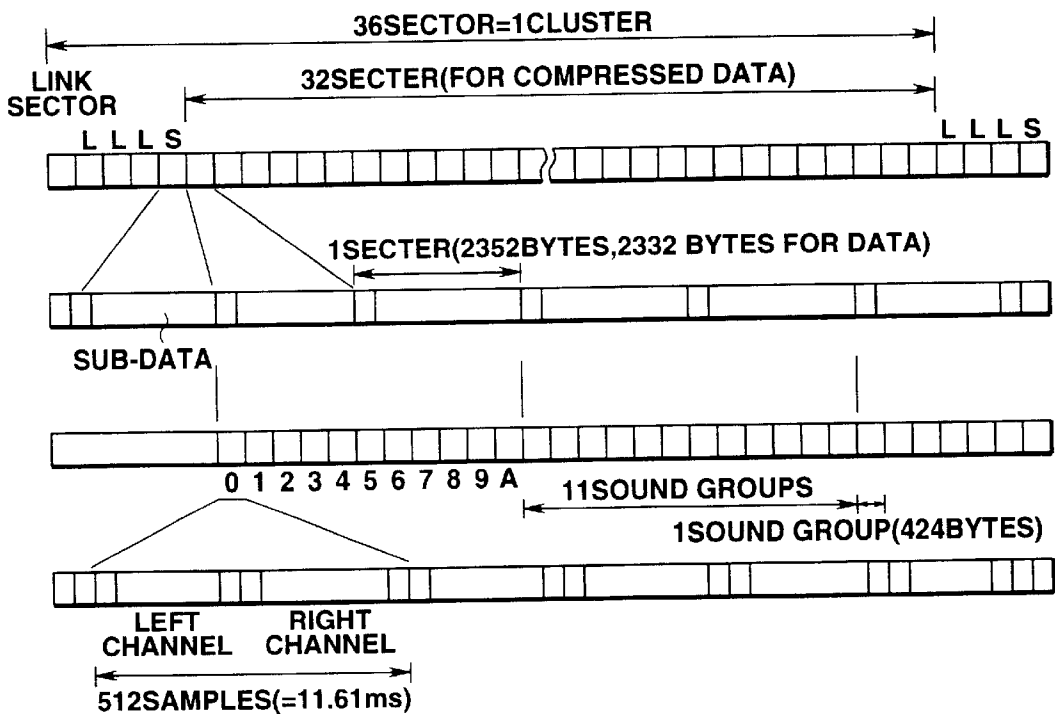 36SECTOR=1CLUSTER
LINK
SECTOR
32SECTER(FOR COMPRESSED DATA)
L L L S
L L L S
1SECTER(2352BYTES,2332 BYTES FOR DATA)
SUB-DATA
0 1 2 3 4 5 6 7 8 9 A
11SOUND GROUPS
1SOUND GROUP(424BYTES)
LEFT
CHANNEL
RIGHT
CHANNEL
512SAMPLES(=11.61ms)